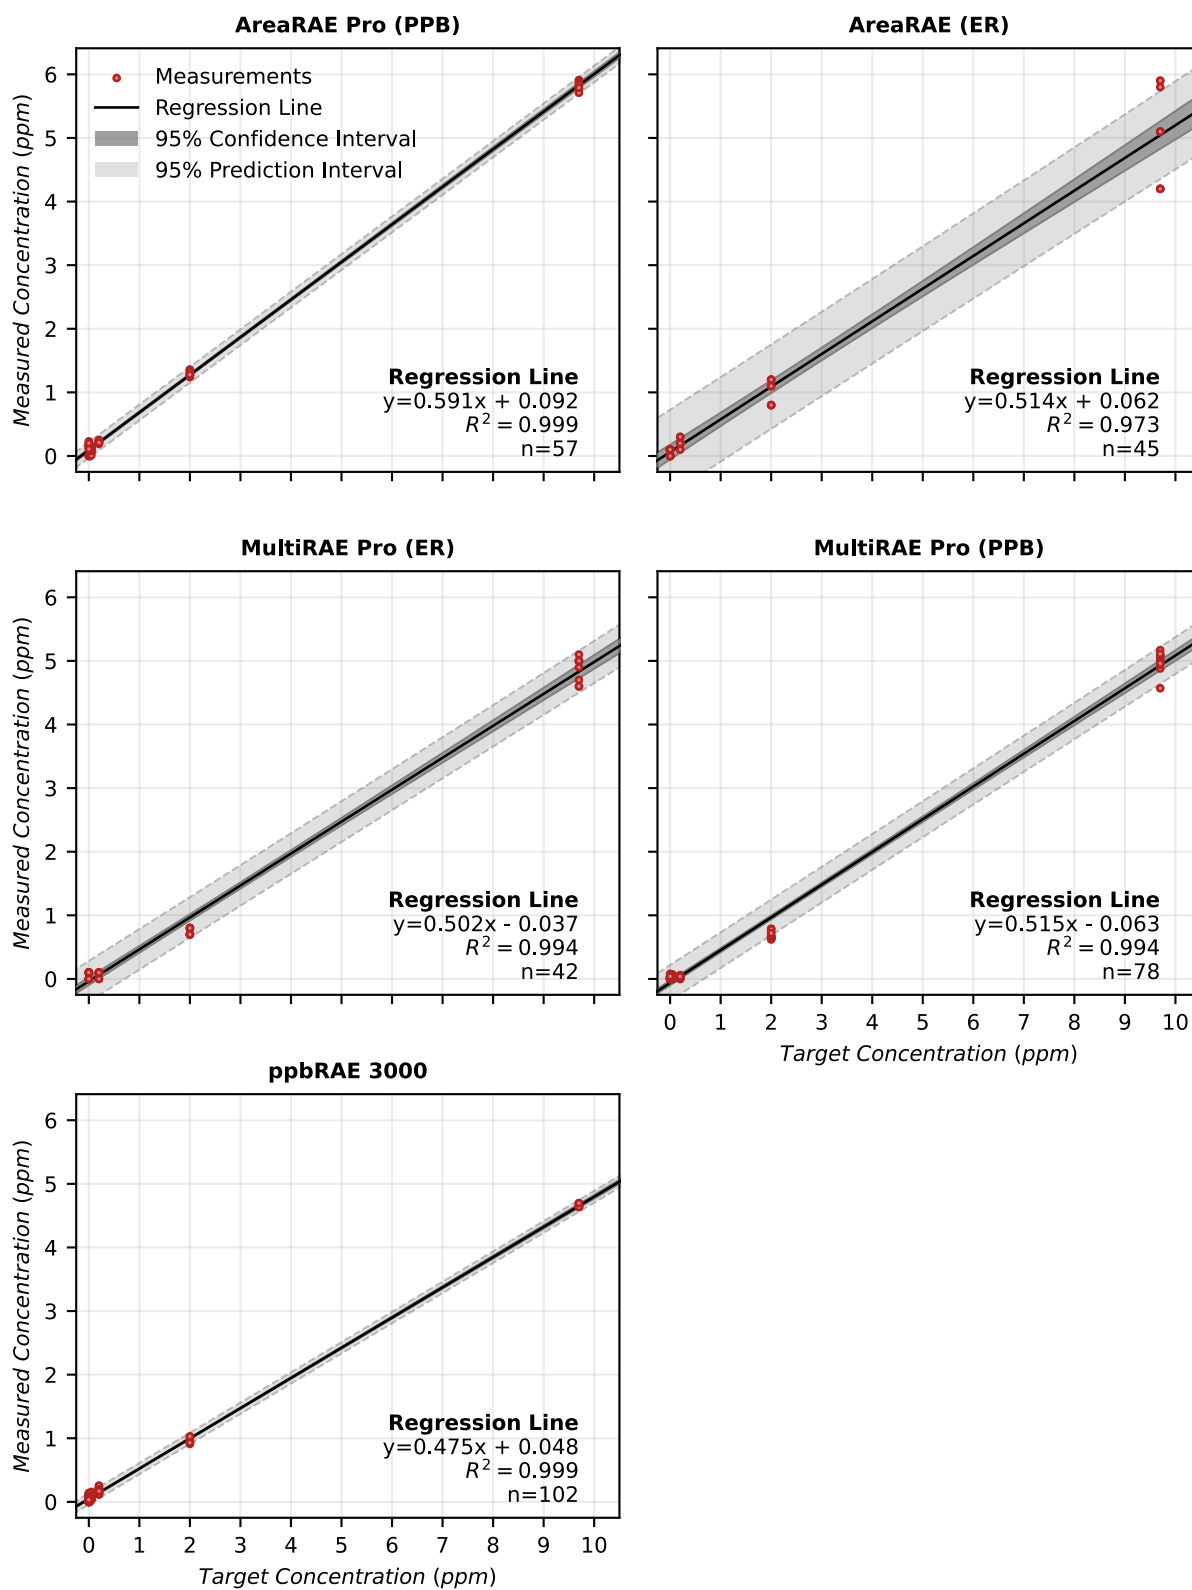 AreaRAE Pro (PPB)
Measured Concentration (ppm)
6
5
4
3
2
1
0
Measurements
Regression Line
95% Confidence Interval
95% Prediction Interval
Regression Line
y=0.591x + 0.092
R² = 0.999
n=57
AreaRAE (ER)
Regression Line
y=0.514x + 0.062
R² = 0.973
n=45
MultiRAE Pro (ER)
Measured Concentration (ppm)
6
5
4
3
2
1
0
Regression Line
y=0.502x - 0.037
R² = 0.994
n=42
MultiRAE Pro (PPB)
Regression Line
y=0.515x - 0.063
R² = 0.994
n=78
0 1 2 3 4 5 6 7 8 9 10
Target Concentration (ppm)
ppbRAE 3000
Measured Concentration (ppm)
6
5
4
3
2
1
0
Regression Line
y=0.475x + 0.048
R² = 0.999
n=102
0 1 2 3 4 5 6 7 8 9 10
Target Concentration (ppm)